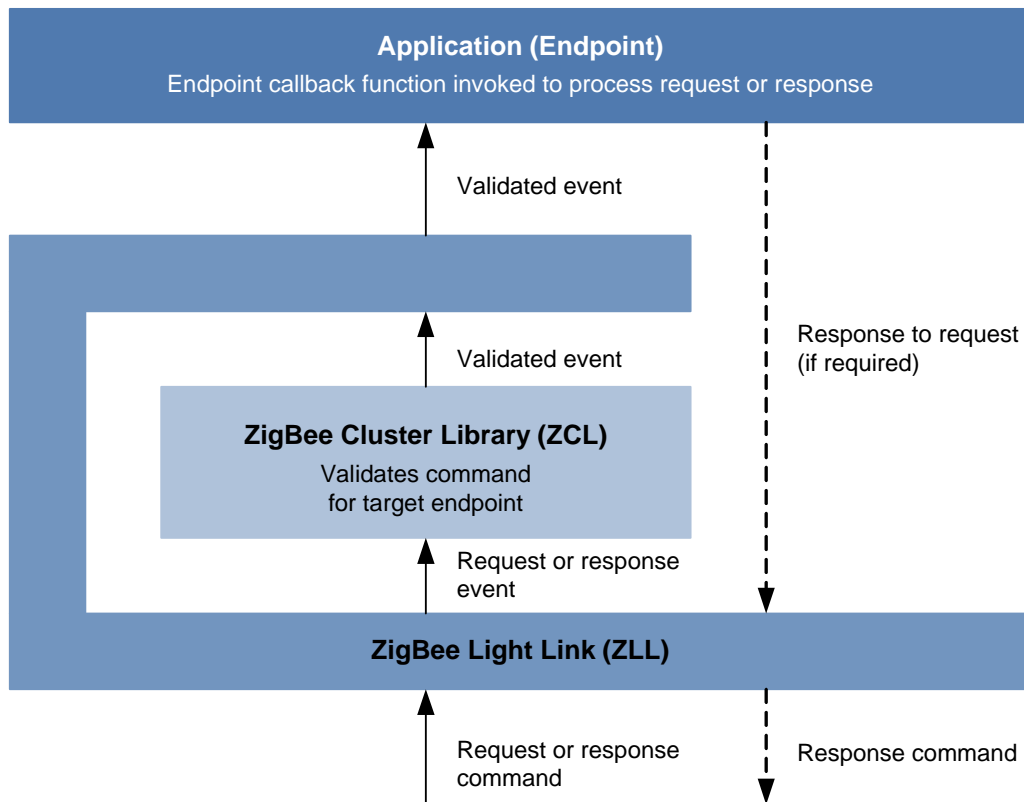 Application (Endpoint)
Endpoint callback function invoked to process request or response
Validated event
Response to request
(if required)
Validated event
ZigBee Cluster Library (ZCL)
Validates command
for target endpoint
Request or response
event
ZigBee Light Link (ZLL)
Request or response
command
Response command